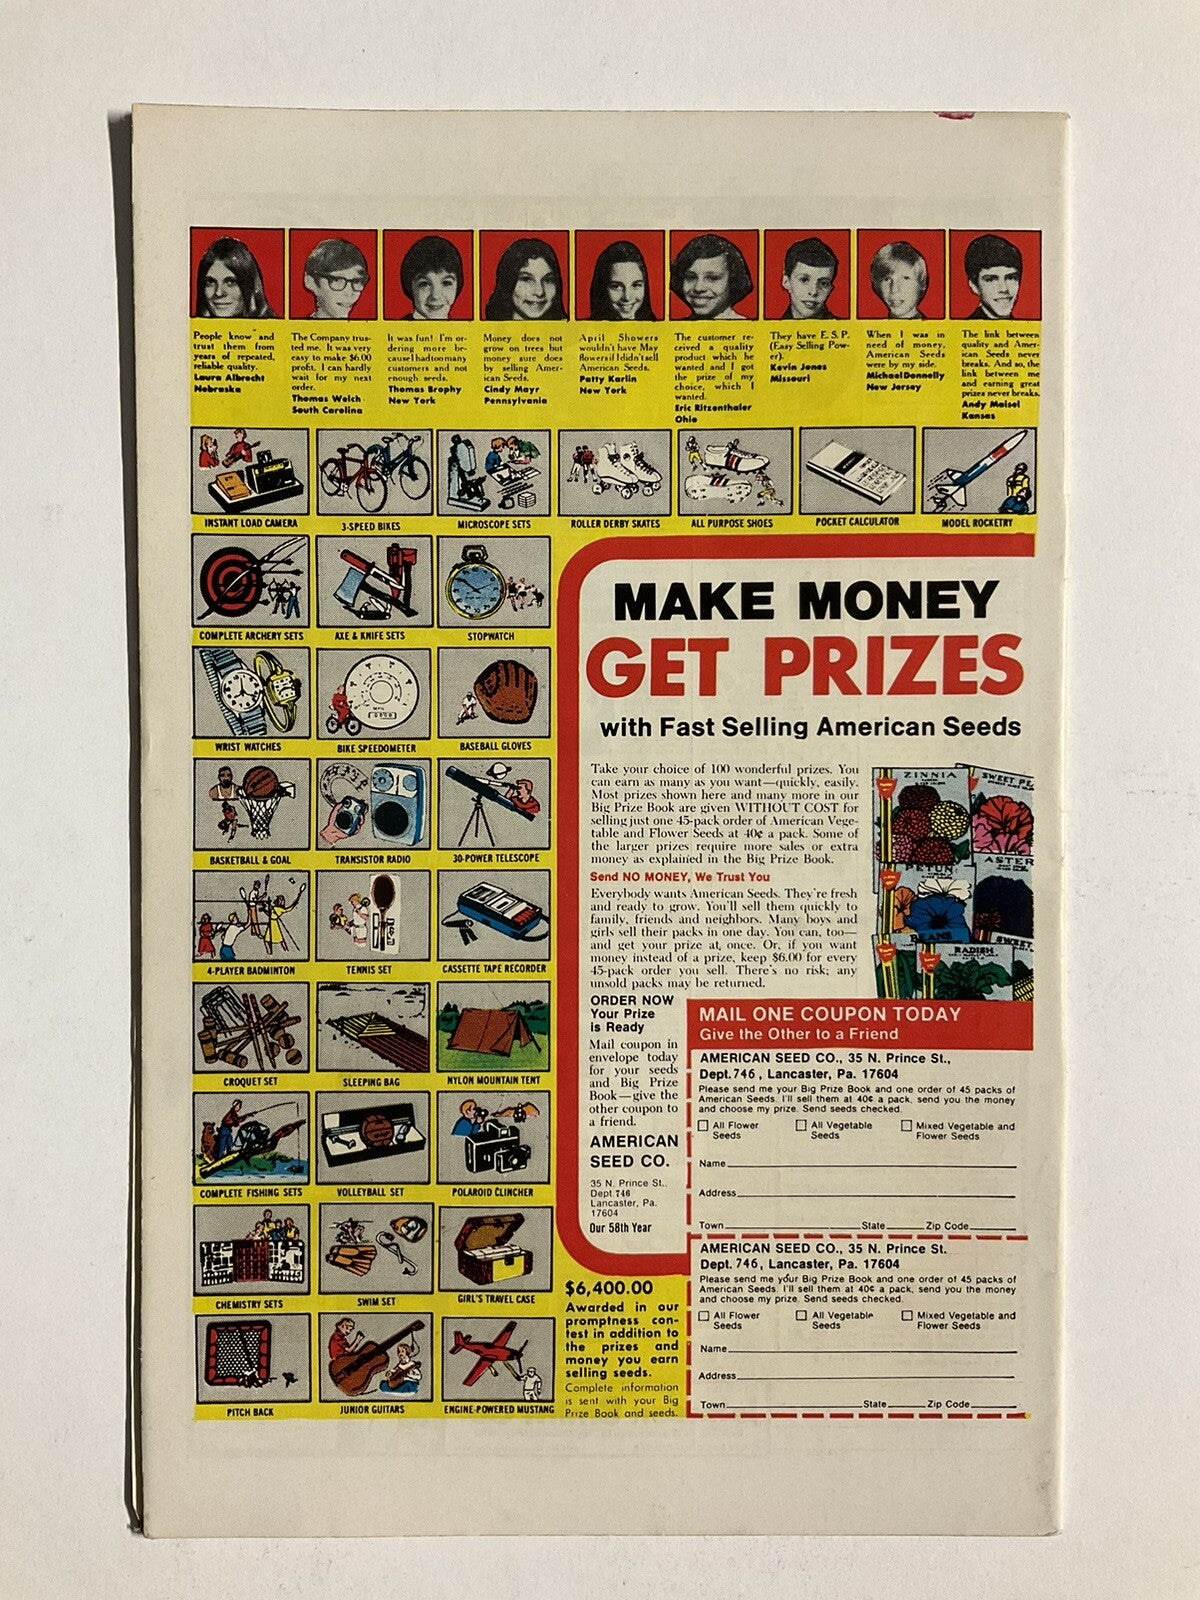 People know and
trust them from
years of repeated,
reliable quality.
Laura Albrecht
Nebraska
The Company trus-
ted me. It was very
easy to make $6.00
profit. I can hardly
wait for my next
order.
Thomas Welch
South Carolina
It was fun! I'm or-
dering more be-
cause I had too many
customers and not
enough seeds.
Thomas Brophy
New York
Money does not
grow on trees but
money sure does
by selling Amer-
ican Seeds.
Cindy Mayr
Pennsylvania
April Showers
wouldn't have May
flowers if I didn't sell
American Seeds.
Patty Karlin
New York
The customer re-
ceived a quality
product which he
wanted and I got
the prize of my
choice, which I
wanted.
Eric Ritzenthaler
Ohio
They have E. S. P.
(Easy Selling Pow-
er).
Kevin Jones
Missouri
When I was in
need of money,
American Seeds
were by my side.
Michael Donnelly
New Jersey
The link between
quality and Amer-
ican Seeds never
breaks. And so, the
link between me
and earning great
prizes never breaks.
Andy Maisel
Kansas
INSTANT LOAD CAMERA
3-SPEED BIKES
MICROSCOPE SETS
ROLLER DERBY SKATES
ALL PURPOSE SHOES
POCKET CALCULATOR
MODEL ROCKETRY
COMPLETE ARCHERY SETS
AXE & KNIFE SETS
STOPWATCH
WRIST WATCHES
BIKE SPEEDOMETER
BASEBALL GLOVES
BASKETBALL & GOAL
TRANSISTOR RADIO
30-POWER TELESCOPE
4-PLAYER BADMINTON
TENNIS SET
CASSETTE TAPE RECORDER
CROQUET SET
SLEEPING BAG
NYLON MOUNTAIN TENT
COMPLETE FISHING SETS
VOLLEYBALL SET
POLAROID CLINCHER
CHEMISTRY SETS
SWIM SET
GIRL'S TRAVEL CASE
PITCH BACK
JUNIOR GUITARS
ENGINE-POWERED MUSTANG
MAKE MONEY
GET PRIZES
with Fast Selling American Seeds
Take your choice of 100 wonderful prizes. You
can earn as many as you want—quickly, easily.
Most prizes shown here and many more in our
Big Prize Book are given WITHOUT COST for
selling just one 45-pack order of American Vege-
table and Flower Seeds at 40¢ a pack. Some of
the larger prizes require more sales or extra
money as explained in the Big Prize Book.
Send NO MONEY, We Trust You
Everybody wants American Seeds. They're fresh
and ready to grow. You'll sell them quickly to
family, friends and neighbors. Many boys and
girls sell their packs in one day. You can, too—
and get your prize at once. Or, if you want
money instead of a prize, keep $6.00 for every
45-pack order you sell. There's no risk; any
unsold packs may be returned.
ZINNIA
SWEET PE
PETUN
ASTER
BEANS
RADISH
SWEET
ORDER NOW
Your Prize
is Ready
Mail coupon in
envelope today
for your seeds
and Big Prize
Book—give the
other coupon to
a friend.
AMERICAN
SEED CO.
35 N. Prince St.,
Dept. 746
Lancaster, Pa.
17604
Our 58th Year
$6,400.00
Awarded in our
promptness con-
test in addition to
the prizes and
money you earn
selling seeds.
Complete information
is sent with your Big
Prize Book and seeds.
MAIL ONE COUPON TODAY
Give the Other to a Friend
AMERICAN SEED CO., 35 N. Prince St.,
Dept. 746, Lancaster, Pa. 17604
Please send me your Big Prize Book and one order of 45 packs of
American Seeds. I'll sell them at 40¢ a pack, send you the money
and choose my prize. Send seeds checked.
All Flower
Seeds
All Vegetable
Seeds
Mixed Vegetable and
Flower Seeds
Name
Address
Town State Zip Code
AMERICAN SEED CO., 35 N. Prince St.
Dept. 746, Lancaster, Pa. 17604
Please send me your Big Prize Book and one order of 45 packs of
American Seeds. I'll sell them at 40¢ a pack, send you the money
and choose my prize. Send seeds checked.
All Flower
Seeds
All Vegetable
Seeds
Mixed Vegetable and
Flower Seeds
Name
Address
Town State Zip Code